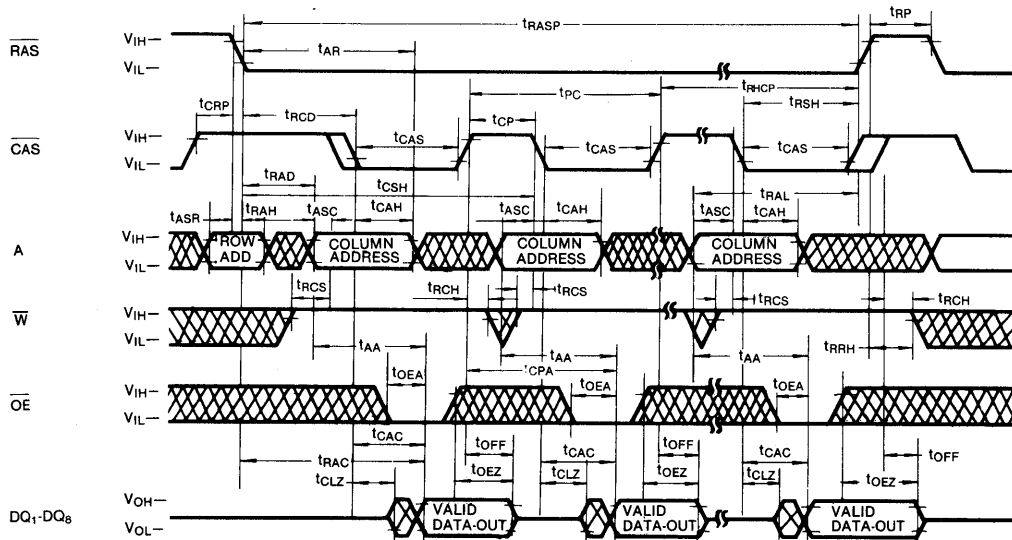 tRASP tRP
RAS VIH tAR
VIL
tPC tRHCP
tCRP tRCD tCP tRSH
CAS VIH tCAS tCAS tCAS
VIL
tRAD tCSH tRAL
tASR tRAH tASC tCAH tASC tCAH tASC tCAH
A VIH ROW ADD COLUMN ADDRESS COLUMN ADDRESS COLUMN ADDRESS
VIL
tRCS tRCH tRCS tRCS tRCH
W VIH
VIL tAA tAA tAA tRRH
tCPA
tOEA tOEA tOEA
OE VIH
VIL
tCAC tOFF tCAC tOFF tCAC tOFF
tRAC tOEZ tOEZ tOEZ
tCLZ tCLZ tCLZ
DQ1-DQ8 VOH VALID DATA-OUT VALID DATA-OUT VALID DATA-OUT
VOL